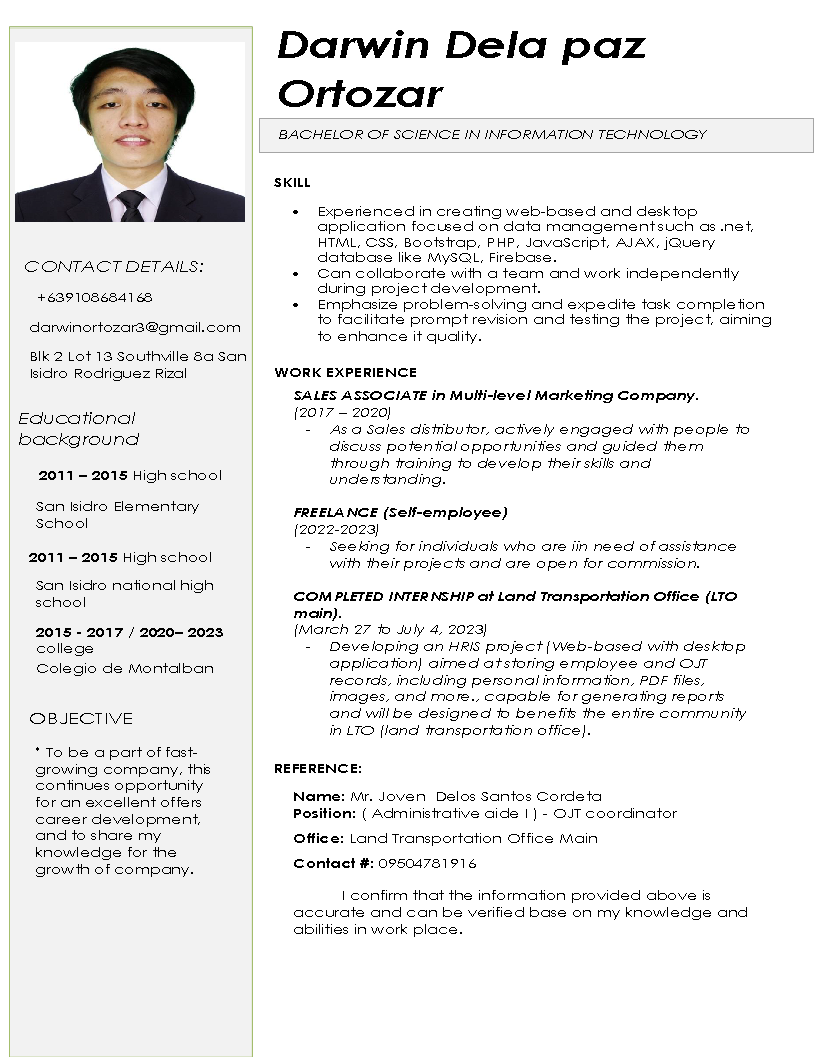 Darwin Dela paz
Ortozar
BACHELOR OF SCIENCE IN INFORMATION TECHNOLOGY
CONTACT DETAILS:
+639108684168
darwinortozar3@gmail.com
Blk 2 Lot 13 Southville 8a San
Isidro Rodriguez Rizal
Educational
background
2011 – 2015 High school
San Isidro Elementary
School
2011 – 2015 High school
San Isidro national high
school
2015 - 2017 / 2020– 2023
college
Colegio de Montalban
OBJECTIVE
* To be a part of fast-
growing company, this
continues opportunity
for an excellent offers
career development,
and to share my
knowledge for the
growth of company.
SKILL
• Experienced in creating web-based and desktop
application focused on data management such as .net,
HTML, CSS, Bootstrap, PHP, JavaScript, AJAX, jQuery
database like MySQL, Firebase.
• Can collaborate with a team and work independently
during project development.
• Emphasize problem-solving and expedite task completion
to facilitate prompt revision and testing the project, aiming
to enhance it quality.
WORK EXPERIENCE
SALES ASSOCIATE in Multi-level Marketing Company.
(2017 – 2020)
- As a Sales distributor, actively engaged with people to
discuss potential opportunities and guided them
through training to develop their skills and
understanding.
FREELANCE (Self-employee)
(2022-2023)
- Seeking for individuals who are iin need of assistance
with their projects and are open for commission.
COMPLETED INTERNSHIP at Land Transportation Office (LTO
main).
(March 27 to July 4, 2023)
- Developing an HRIS project (Web-based with desktop
application) aimed at storing employee and OJT
records, including personal information, PDF files,
images, and more., capable for generating reports
and will be designed to benefits the entire community
in LTO (land transportation office).
REFERENCE:
Name: Mr. Joven Delos Santos Cordeta
Position: ( Administrative aide I ) - OJT coordinator
Office: Land Transportation Office Main
Contact #: 09504781916
I confirm that the information provided above is
accurate and can be verified base on my knowledge and
abilities in work place.